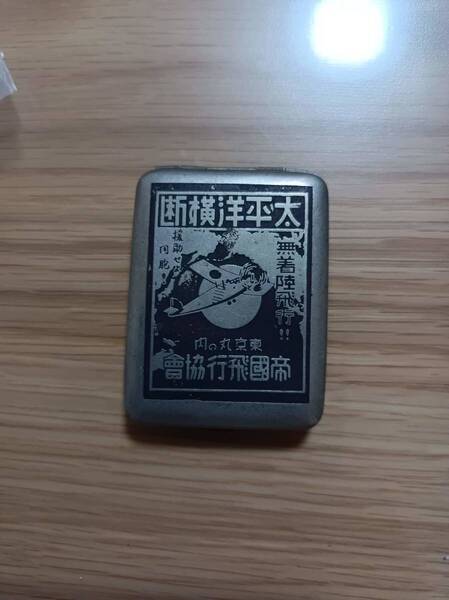 太平洋横断
無着陸飛行!!
援助せよ
同胞!
東京丸の内
帝國飛行協會